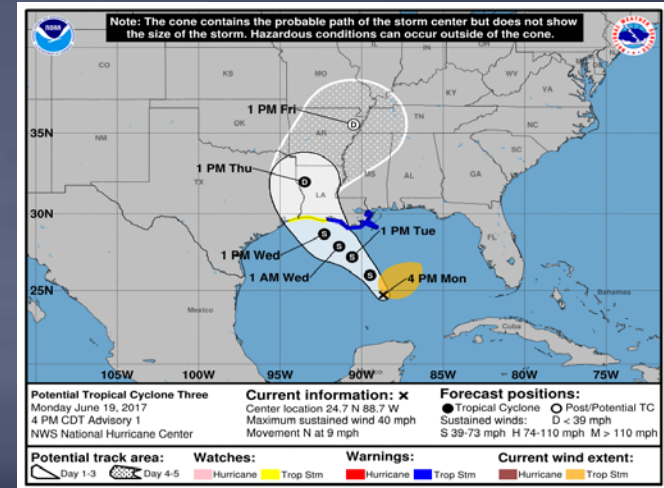 Note: The cone contains the probable path of the storm center but does not show
the size of the storm. Hazardous conditions can occur outside of the cone.
NOAA
CO
KS
MO
IL
IN
OH
WV
VA
KY
1 PM Fri
D
35N
NM
OK
AR
TN
NC
1 PM Thu
D
TX
LA
MS
AL
GA
SC
30N
1 PM Tue
1 PM Wed
S
S
S
FL
1 AM Wed
S
4 PM Mon
25N
Mexico
Bahamas
Cuba
105W
100W
95W
90W
85W
80W
75W
Potential Tropical Cyclone Three
Monday June 19, 2017
4 PM CDT Advisory 1
NWS National Hurricane Center
Current information: x
Center location 24.7 N 88.7 W
Maximum sustained wind 40 mph
Movement N at 9 mph
Forecast positions:
Tropical Cyclone Post/Potential TC
Sustained winds: D < 39 mph
S 39-73 mph H 74-110 mph M > 110 mph
Potential track area:
Day 1-3 Day 4-5
Watches:
Hurricane Trop Stm
Warnings:
Hurricane Trop Stm
Current wind extent:
Hurricane Trop Stm